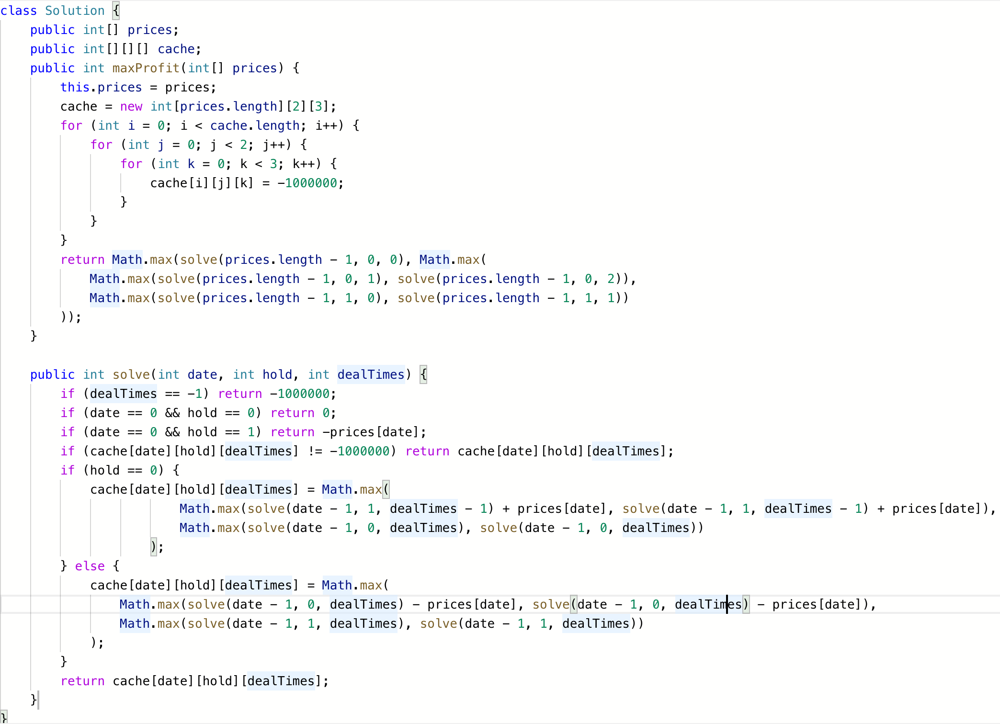 class Solution {
    public int[] prices;
    public int[][][] cache;
    public int maxProfit(int[] prices) {
        this.prices = prices;
        cache = new int[prices.length][2][3];
        for (int i = 0; i < cache.length; i++) {
            for (int j = 0; j < 2; j++) {
                for (int k = 0; k < 3; k++) {
                    cache[i][j][k] = -1000000;
                }
            }
        }
        return Math.max(solve(prices.length - 1, 0, 0), Math.max(
            Math.max(solve(prices.length - 1, 0, 1), solve(prices.length - 1, 0, 2)),
            Math.max(solve(prices.length - 1, 1, 0), solve(prices.length - 1, 1, 1))
        ));
    }

    public int solve(int date, int hold, int dealTimes) {
        if (dealTimes == -1) return -1000000;
        if (date == 0 && hold == 0) return 0;
        if (date == 0 && hold == 1) return -prices[date];
        if (cache[date][hold][dealTimes] != -1000000) return cache[date][hold][dealTimes];
        if (hold == 0) {
            cache[date][hold][dealTimes] = Math.max(
                        Math.max(solve(date - 1, 1, dealTimes - 1) + prices[date], solve(date - 1, 1, dealTimes - 1) + prices[date]),
                        Math.max(solve(date - 1, 0, dealTimes), solve(date - 1, 0, dealTimes))
                    );
        } else {
            cache[date][hold][dealTimes] = Math.max(
                Math.max(solve(date - 1, 0, dealTimes) - prices[date], solve(date - 1, 0, dealTimes) - prices[date]),
                Math.max(solve(date - 1, 1, dealTimes), solve(date - 1, 1, dealTimes))
            );
        }
        return cache[date][hold][dealTimes];
    }
}